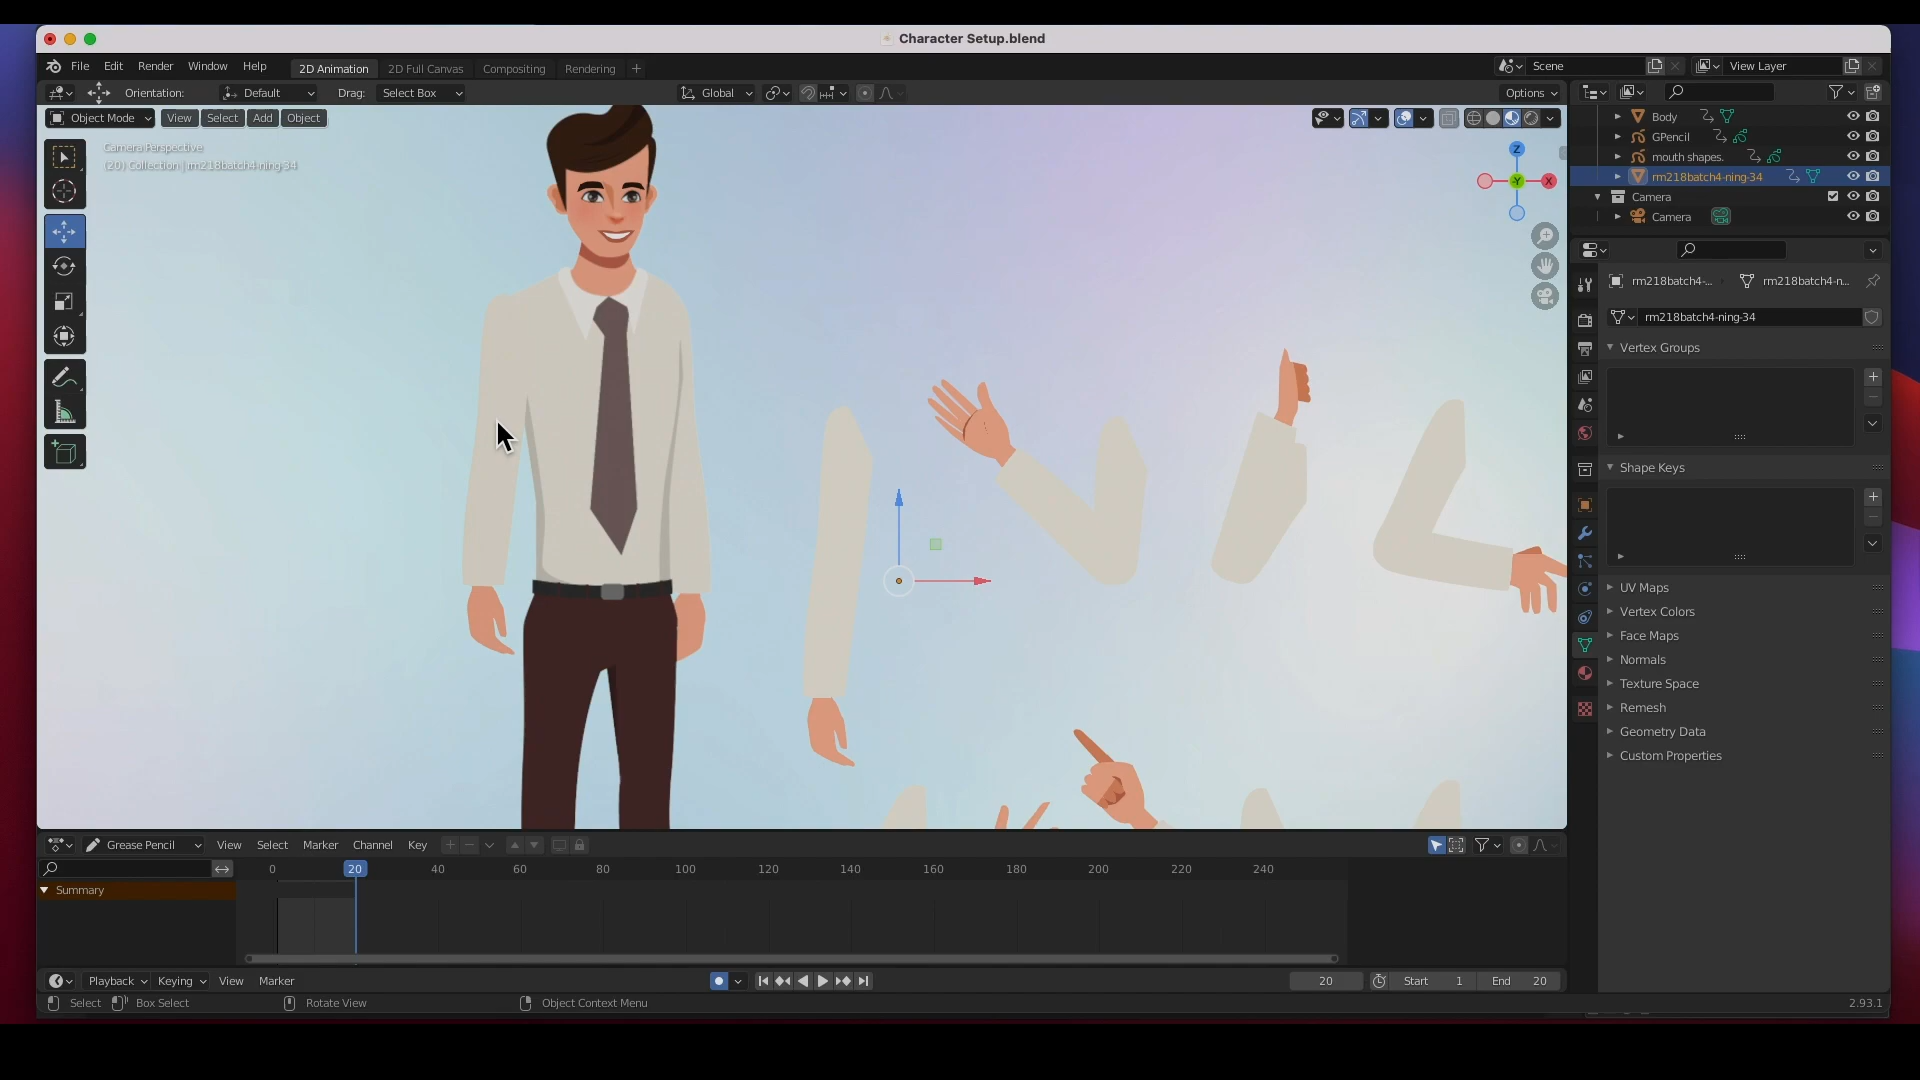 Character Setup.blend
File Edit Render Window Help 2D Animation 2D Full Canvas Compositing Rendering + Scene View Layer
Orientation: Default Drag: Select Box Global Options
Object Mode View Select Add Object
Camera Perspective
(20) Collection | rm218batch4-ning-34
Z
Y
X
Body
GPencil
mouth shapes.
rm218batch4-ning-34
Camera
Camera
rm218batch4-... rm218batch4-n...
rm218batch4-ning-34
Vertex Groups
Shape Keys
UV Maps
Vertex Colors
Face Maps
Normals
Texture Space
Remesh
Geometry Data
Custom Properties
Grease Pencil View Select Marker Channel Key
0 20 40 60 80 100 120 140 160 180 200 220 240
Summary
Playback Keying View Marker 20 Start 1 End 20
Select Box Select Rotate View Object Context Menu 2.93.1